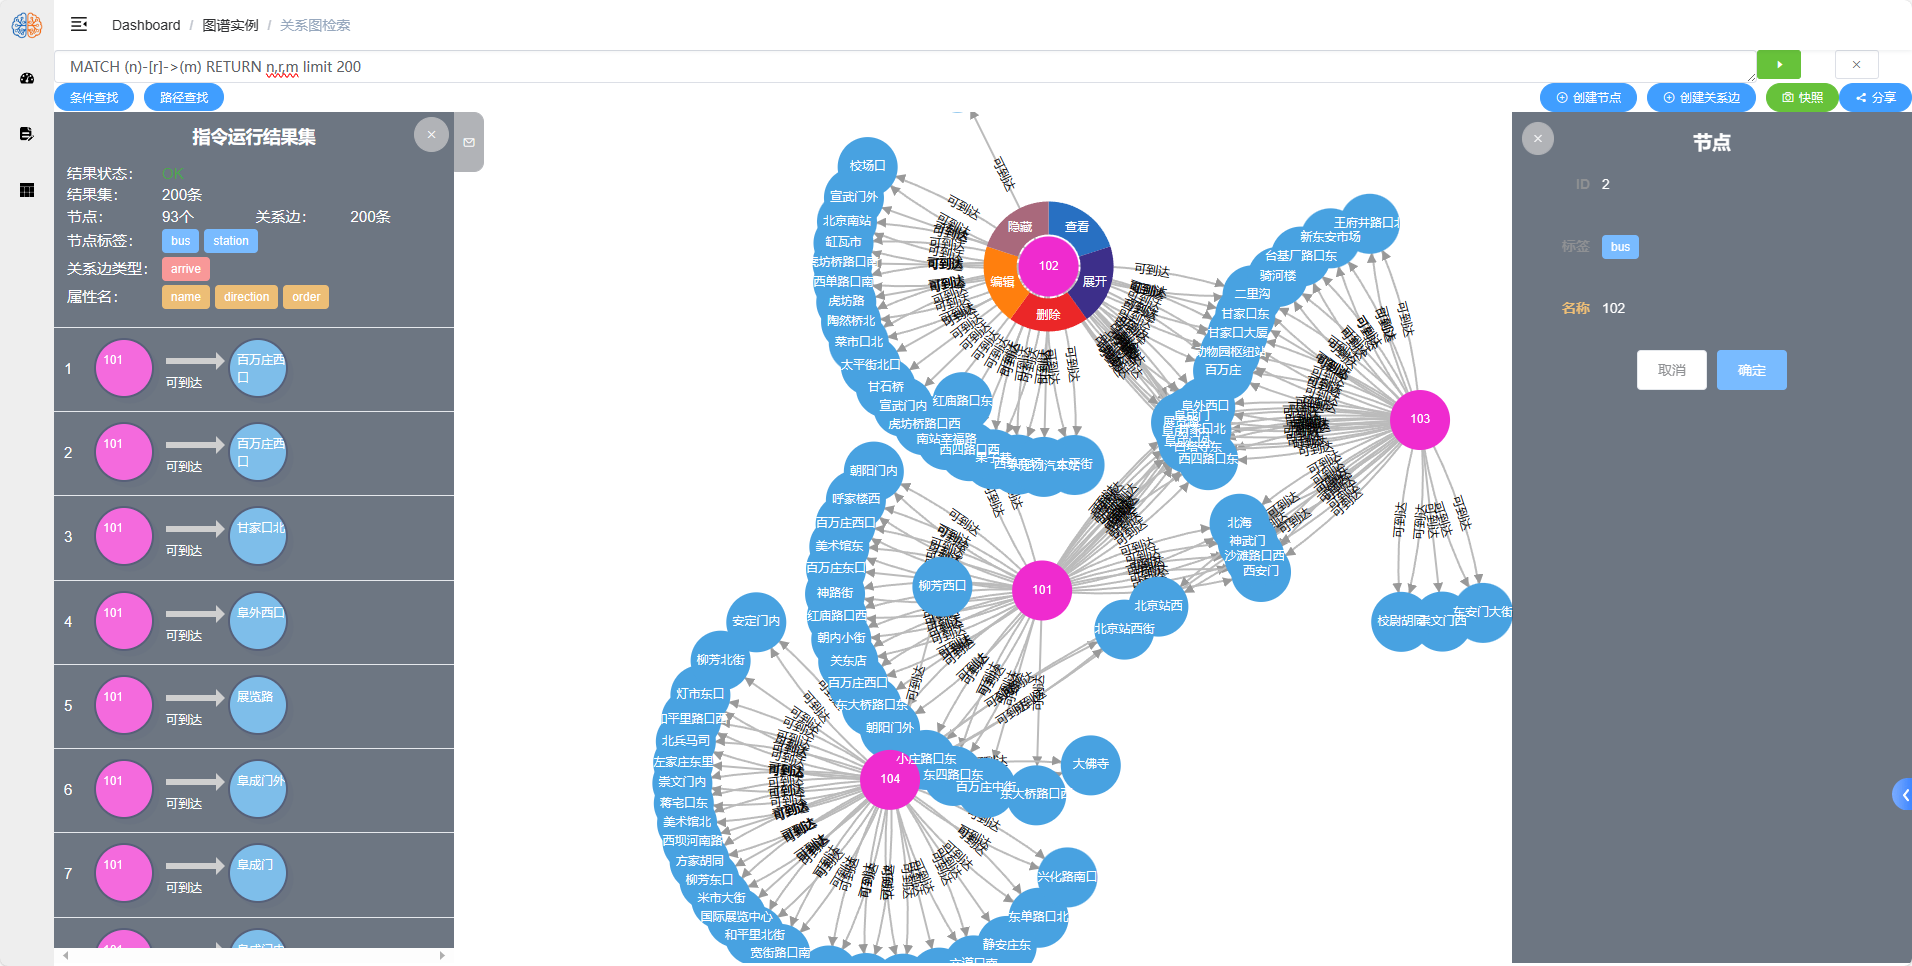 Dashboard / 图谱实例 / 关系图检索
MATCH (n)-[r]->(m) RETURN n,r,m limit 200
条件查找 路径查找
创建节点 创建关系边 快照 分享
指令运行结果集
结果状态： OK
结果集： 200条
节点： 93个 关系边： 200条
节点标签： bus station
关系边类型： arrive
属性名： name direction order
1 101 可到达 百万庄西口
2 101 可到达 百万庄西口
3 101 可到达 甘家口北
4 101 可到达 阜外西口
5 101 可到达 展览路
6 101 可到达 阜成门外
7 101 可到达 阜成门
101
校场口
宣武门外
北京南站
缸瓦市
虎坊桥路口南
西单路口南
虎坊路
陶然桥北
菜市口北
太平街北口
甘石桥
宣武门内
红庙路口东
虎坊桥路口西
南站幸福路
西四路口西
隐藏
查看
编辑
102
展开
删除
可到达
王府井路口北
新东安市场
台基厂路口东
骑河楼
二里沟
甘家口东
甘家口大厦
动物园枢纽站
百万庄
阜外西口
西四路口东
103
北海
神武门
沙滩路口西
西安门
校尉胡同
崇文门西
东安门大街
朝阳门内
呼家楼西
百万庄西口
美术馆东
百万庄东口
神路街
红庙路口西
朝内小街
关东店
百万庄西口
东大桥路口东
朝阳门外
柳芳西口
101
北京站西
北京站西街
小庄路口东
东四路口东
百万庄中街
东大桥路口西
大佛寺
104
安定门内
柳芳北街
灯市东口
和平里路口西
北兵马司
左家庄东里
崇文门内
蒋宅口东
美术馆北
西坝河南路
方家胡同
柳芳东口
米市大街
国际展览中心
和平里北街
宽街路口南
兴化路南口
东单路口北
静安庄东
节点
ID 2
标签 bus
名称 102
取消 确定